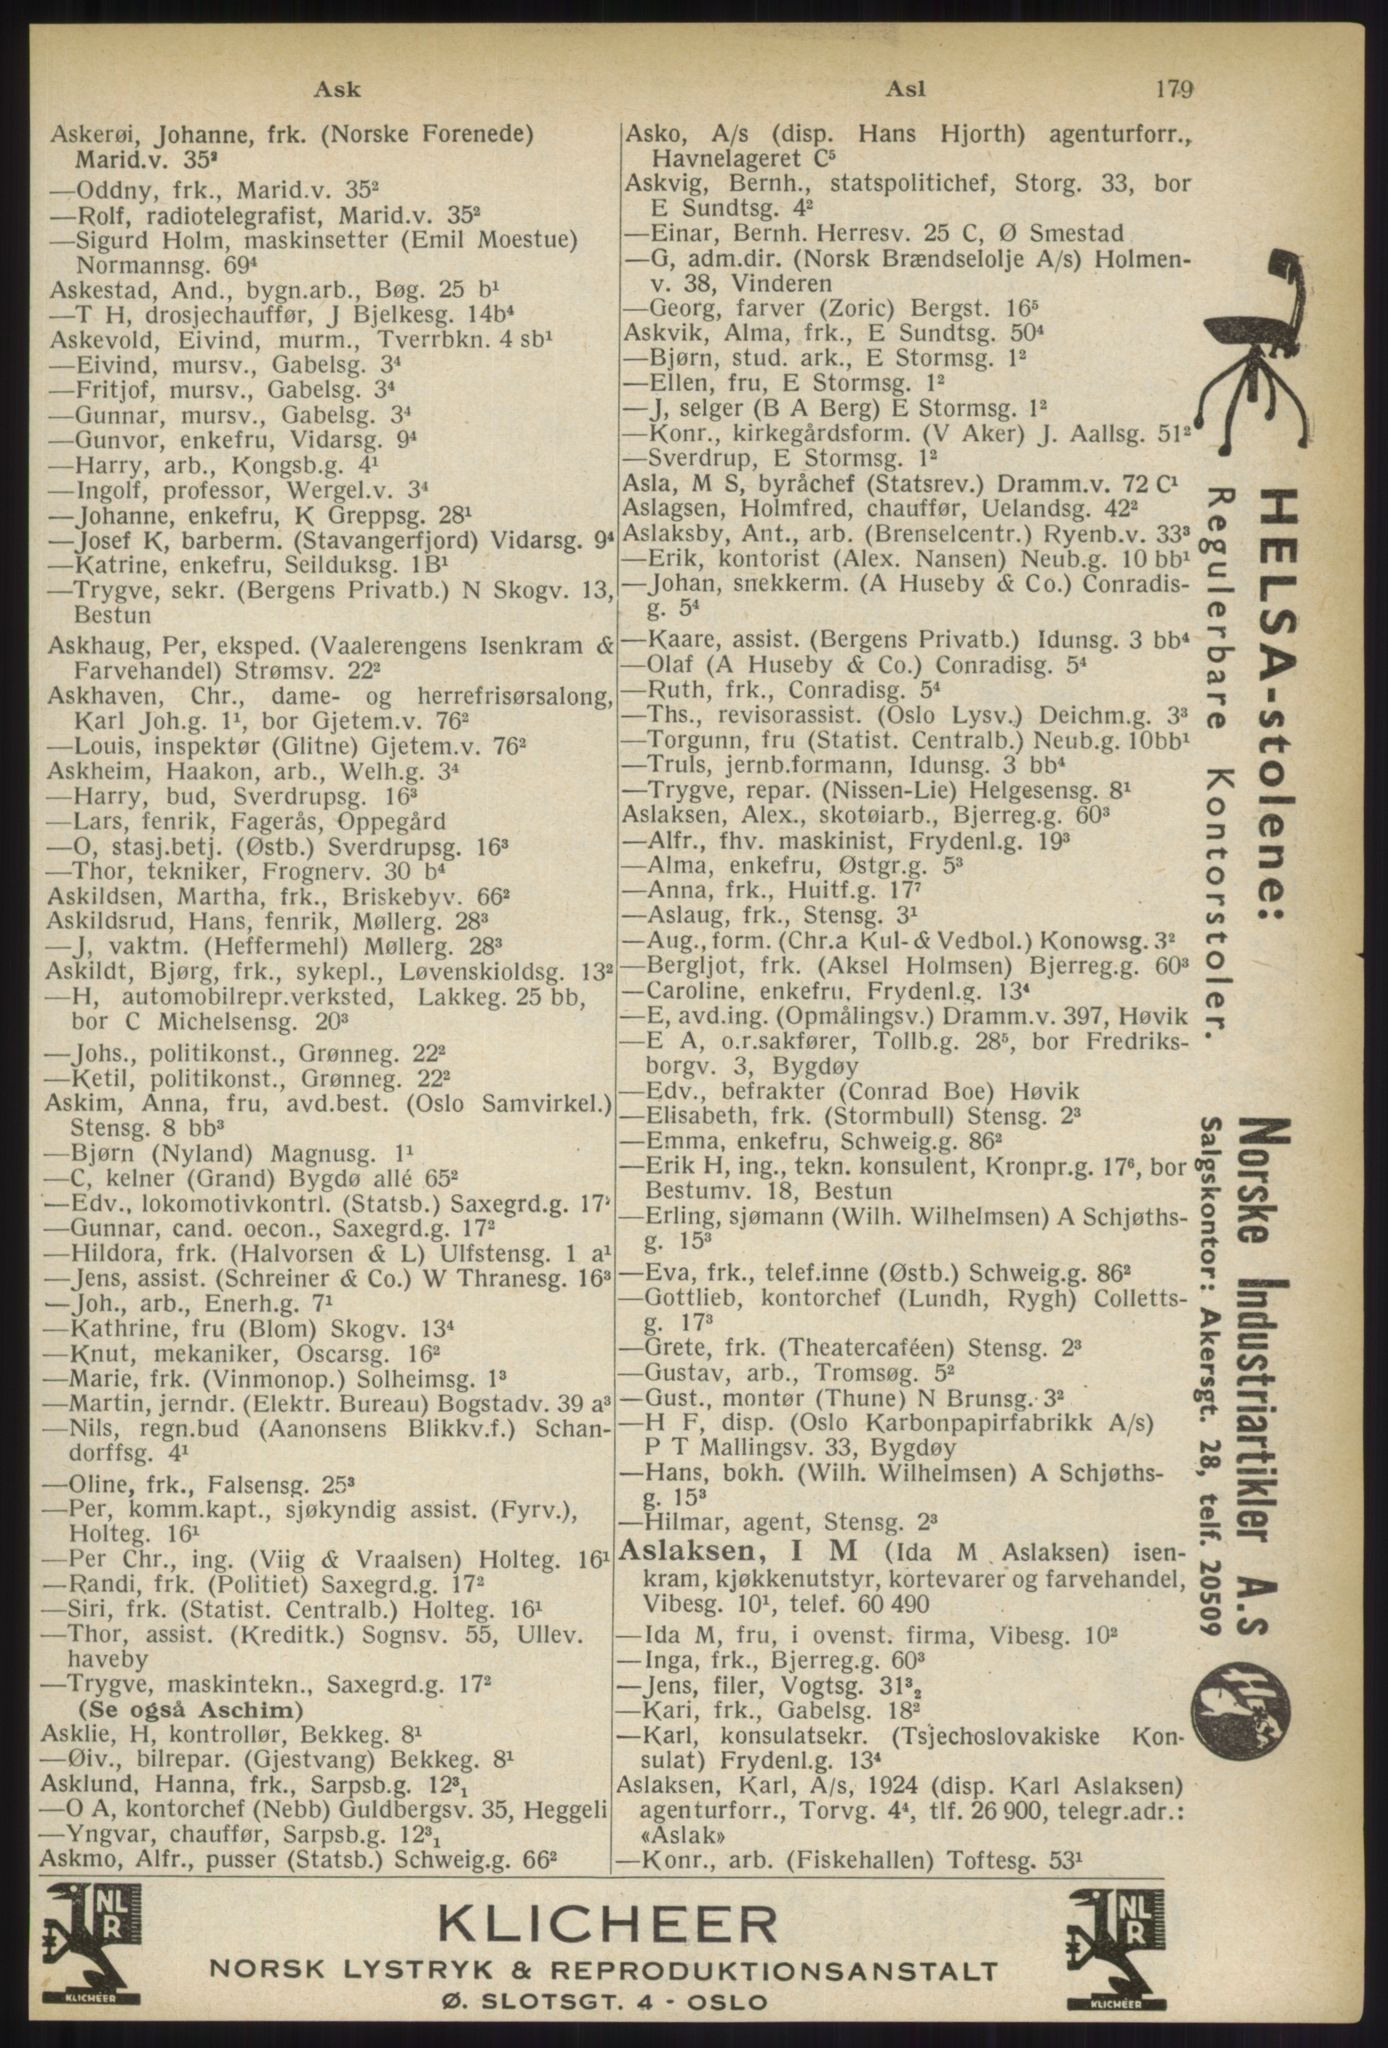 Ask
Asl
179
Askerøi, Johanne, frk. (Norske Forenede)
Marid.v. 35²
—Oddny, frk., Marid.v. 35²
—Rolf, radiotelegrafist, Marid.v. 35²
—Sigurd Holm, maskinsetter (Emil Moestue)
Normannsg. 69⁴
Askestad, And., bygn.arb., Bøg. 25 b¹
—T H, drosjechauffør, J Bjelkesg. 14b⁴
Askevold, Eivind, murm., Tverrbkn. 4 sb¹
—Eivind, mursv., Gabelsg. 3⁴
—Fritjof, mursv., Gabelsg. 3⁴
—Gunnar, mursv., Gabelsg. 3⁴
—Gunvor, enkefru, Vidarsg. 9⁴
—Harry, arb., Kongsb.g. 4¹
—Ingolf, professor, Wergel.v. 3⁴
—Johanne, enkefru, K Greppsg. 28¹
—Josef K, barberm. (Stavangerfjord) Vidarsg. 9⁴
—Katrine, enkefru, Seilduksg. 1B¹
—Trygve, sekr. (Bergens Privatb.) N Skogv. 13,
Bestun
Askhaug, Per, eksped. (Vaalerengens Isenkram &
Farvehandel) Strømsv. 22²
Askhaven, Chr., dame- og herrefrisørsalong,
Karl Joh.g. 1¹, bor Gjetem.v. 76²
—Louis, inspektør (Glitne) Gjetem.v. 76²
Askheim, Haakon, arb., Welh.g. 3⁴
—Harry, bud, Sverdrupsg. 16³
—Lars, fenrik, Fagerås, Oppegård
—O, stasj.betj. (Østb.) Sverdrupsg. 16³
—Thor, tekniker, Frognerv. 30 b⁴
Askildsen, Martha, frk., Briskebyv. 66²
Askildsrud, Hans, fenrik, Møllerg. 28³
—J, vaktm. (Heffermehl) Møllerg. 28³
Askildt, Bjørg, frk., sykepl., Løvenskioldsg. 13²
—H, automobilrepr.verksted, Lakkeg. 25 bb,
bor C Michelsensg. 20³
—Johs., politikonst., Grønneg. 22²
—Ketil, politikonst., Grønneg. 22²
Askim, Anna, fru, avd.best. (Oslo Samvirkel.)
Stensg. 8 bb³
—Bjørn (Nyland) Magnusg. 1¹
—C, kelner (Grand) Bygdø allé 65²
—Edv., lokomotivkontrl. (Statsb.) Saxegrd.g. 17²
—Gunnar, cand. oecon., Saxegrd.g. 17²
—Hildora, frk. (Halvorsen & L) Ulfstensg. 1 a¹
—Jens, assist. (Schreiner & Co.) W Thranesg. 16³
—Joh., arb., Enerh.g. 7¹
—Kathrine, fru (Blom) Skogv. 13⁴
—Knut, mekaniker, Oscarsg. 16²
—Marie, frk. (Vinmonop.) Solheimsg. 1³
—Martin, jerndr. (Elektr. Bureau) Bogstadv. 39 a³
—Nils, regn.bud (Aanonsens Blikkv.f.) Schan-
dorffsg. 4¹
—Oline, frk., Falsensg. 25³
—Per, komm.kapt., sjøkyndig assist. (Fyrv.),
Holteg. 16¹
—Per Chr., ing. (Viig & Vraalsen) Holteg. 16¹
—Randi, frk. (Politiet) Saxegrd.g. 17²
—Siri, frk. (Statist. Centralb.) Holteg. 16¹
—Thor, assist. (Kreditk.) Sognsv. 55, Ullev.
haveby
—Trygve, maskintekn., Saxegrd.g. 17²
(Se også Aschim)
Asklie, H, kontrollør, Bekkeg. 8¹
—Øiv., bilrepar. (Gjestvang) Bekkeg. 8¹
Asklund, Hanna, frk., Sarpsb.g. 12³₁
—O A, kontorchef (Nebb) Guldbergsv. 35, Heggeli
—Yngvar, chauffør, Sarpsb.g. 12³₁
Askmo, Alfr., pusser (Statsb.) Schweig.g. 66²
Asko, A/s (disp. Hans Hjorth) agenturforr.,
Havnelageret C⁵
Askvig, Bernh., statspolitichef, Storg. 33, bor
E Sundtsg. 4²
—Einar, Bernh. Herresv. 25 C, Ø Smestad
—G, adm.dir. (Norsk Brændselolje A/s) Holmen-
v. 38, Vinderen
—Georg, farver (Zoric) Bergst. 16⁵
Askvik, Alma, frk., E Sundtsg. 50⁴
—Bjørn, stud. ark., E Stormsg. 1²
—Ellen, fru, E Stormsg. 1²
—J, selger (B A Berg) E Stormsg. 1²
—Konr., kirkegårdsform. (V Aker) J. Aallsg. 51²
—Sverdrup, E Stormsg. 1²
Asla, M S, byråchef (Statsrev.) Dramm.v. 72 C¹
Aslagsen, Holmfred, chauffør, Uelandsg. 42²
Aslaksby, Ant., arb. (Brenselcentr.) Ryenb.v. 33³
—Erik, kontorist (Alex. Nansen) Neub.g. 10 bb¹
—Johan, snekkerm. (A Huseby & Co.) Conradis-
g. 5⁴
—Kaare, assist. (Bergens Privatb.) Idunsg. 3 bb⁴
—Olaf (A Huseby & Co.) Conradisg. 5⁴
—Ruth, frk., Conradisg. 5⁴
—Ths., revisorassist. (Oslo Lysv.) Deichm.g. 3³
—Torgunn, fru (Statist. Centralb.) Neub.g. 10bb¹
—Truls, jernb.formann, Idunsg. 3 bb⁴
—Trygve, repar. (Nissen-Lie) Helgesensg. 8¹
Aslaksen, Alex., skotøiarb., Bjerreg.g. 60³
—Alfr., fhv. maskinist, Frydenl.g. 19³
—Alma, enkefru, Østgr.g. 5³
—Anna, frk., Huitf.g. 17⁷
—Aslaug, frk., Stensg. 3¹
—Aug., form. (Chr.a Kul- & Vedbol.) Konowsg. 3²
—Bergljot, frk. (Aksel Holmsen) Bjerreg.g. 60³
—Caroline, enkefru, Frydenl.g. 13⁴
—E, avd.ing. (Opmålingsv.) Dramm.v. 397, Høvik
—E A, o.r.sakfører, Tollb.g. 28⁵, bor Fredriks-
borgv. 3, Bygdøy
—Edv., befrakter (Conrad Boe) Høvik
—Elisabeth, frk. (Stormbull) Stensg. 2³
—Emma, enkefru, Schweig.g. 86²
—Erik H, ing., tekn. konsulent, Kronpr.g. 17⁶, bor
Bestumv. 18, Bestun
—Erling, sjømann (Wilh. Wilhelmsen) A Schjøths-
g. 15³
—Eva, frk., telef.inne (Østb.) Schweig.g. 86²
—Gottlieb, kontorchef (Lundh, Rygh) Colletts-
g. 17³
—Grete, frk. (Theatercaféen) Stensg. 2³
—Gustav, arb., Tromsøg. 5²
—Gust., montør (Thune) N Brunsg. 3²
—H F, disp. (Oslo Karbonpapirfabrikk A/s)
P T Mallingsv. 33, Bygdøy
—Hans, bokh. (Wilh. Wilhelmsen) A Schjøths-
g. 15³
—Hilmar, agent, Stensg. 2³
Aslaksen, I M (Ida M Aslaksen) isen-
kram, kjøkkenutstyr, kortevarer og farvehandel,
Vibesg. 10¹, telef. 60 490
—Ida M, fru, i ovenst. firma, Vibesg. 10²
—Inga, frk., Bjerreg.g. 60³
—Jens, filer, Vogtsg. 31³₂
—Kari, frk., Gabelsg. 18²
—Karl, konsulatsekr. (Tsjechoslovakiske Kon-
sulat) Frydenl.g. 13⁴
Aslaksen, Karl, A/s, 1924 (disp. Karl Aslaksen)
agenturforr., Torvg. 4⁴, tlf. 26 900, telegr.adr.:
«Aslak»
—Konr., arb. (Fiskehallen) Toftesg. 53¹
HELSA-stolene:
Regulerbare Kontorstoler.
Norske Industriartikler A.s
Salgskontor: Akersgt. 28, telf. 20509
HELSA
NL
R
KLICHEER
KLICHEER
NORSK LYSTRYK & REPRODUKTIONSANSTALT
Ø. SLOTSGT. 4 - OSLO
NL
R
KLICHEER